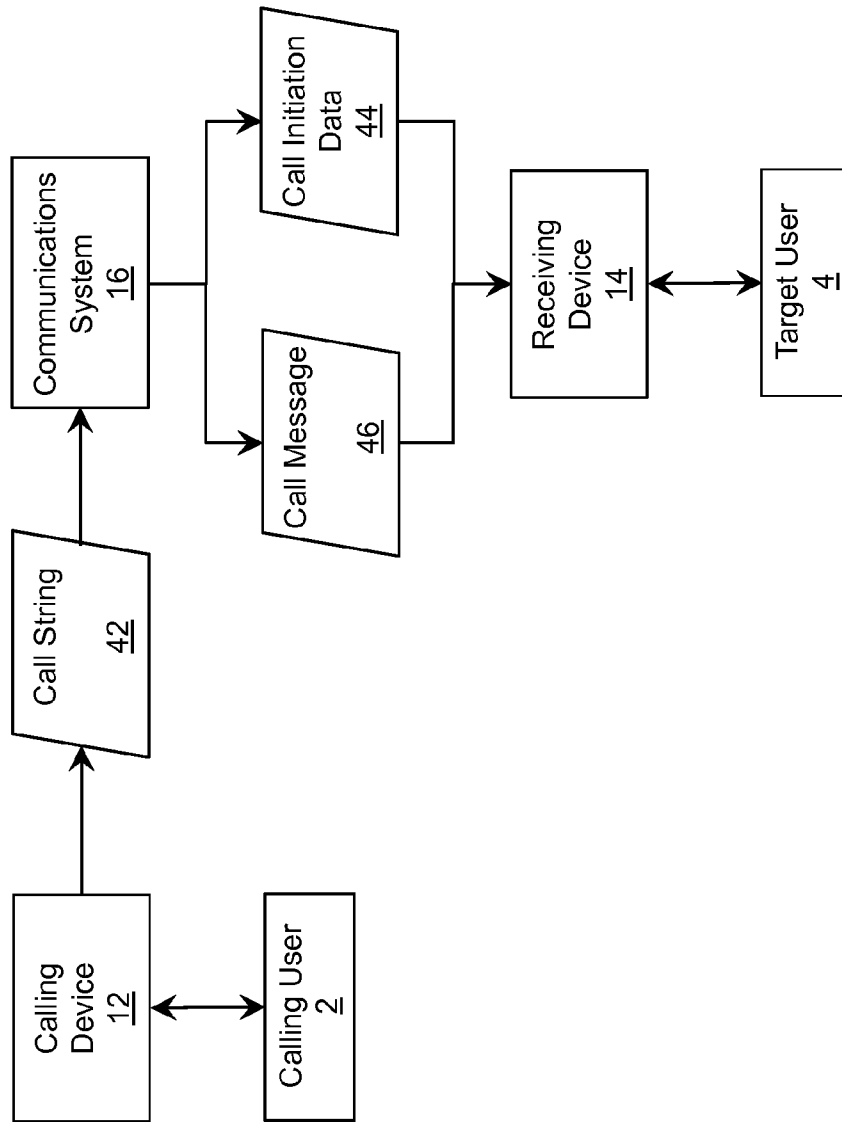 Calling
Device
12
Calling User
2
Call String
42
Communications
System
16
Call Message
46
Call Initiation
Data
44
Receiving
Device
14
Target User
4